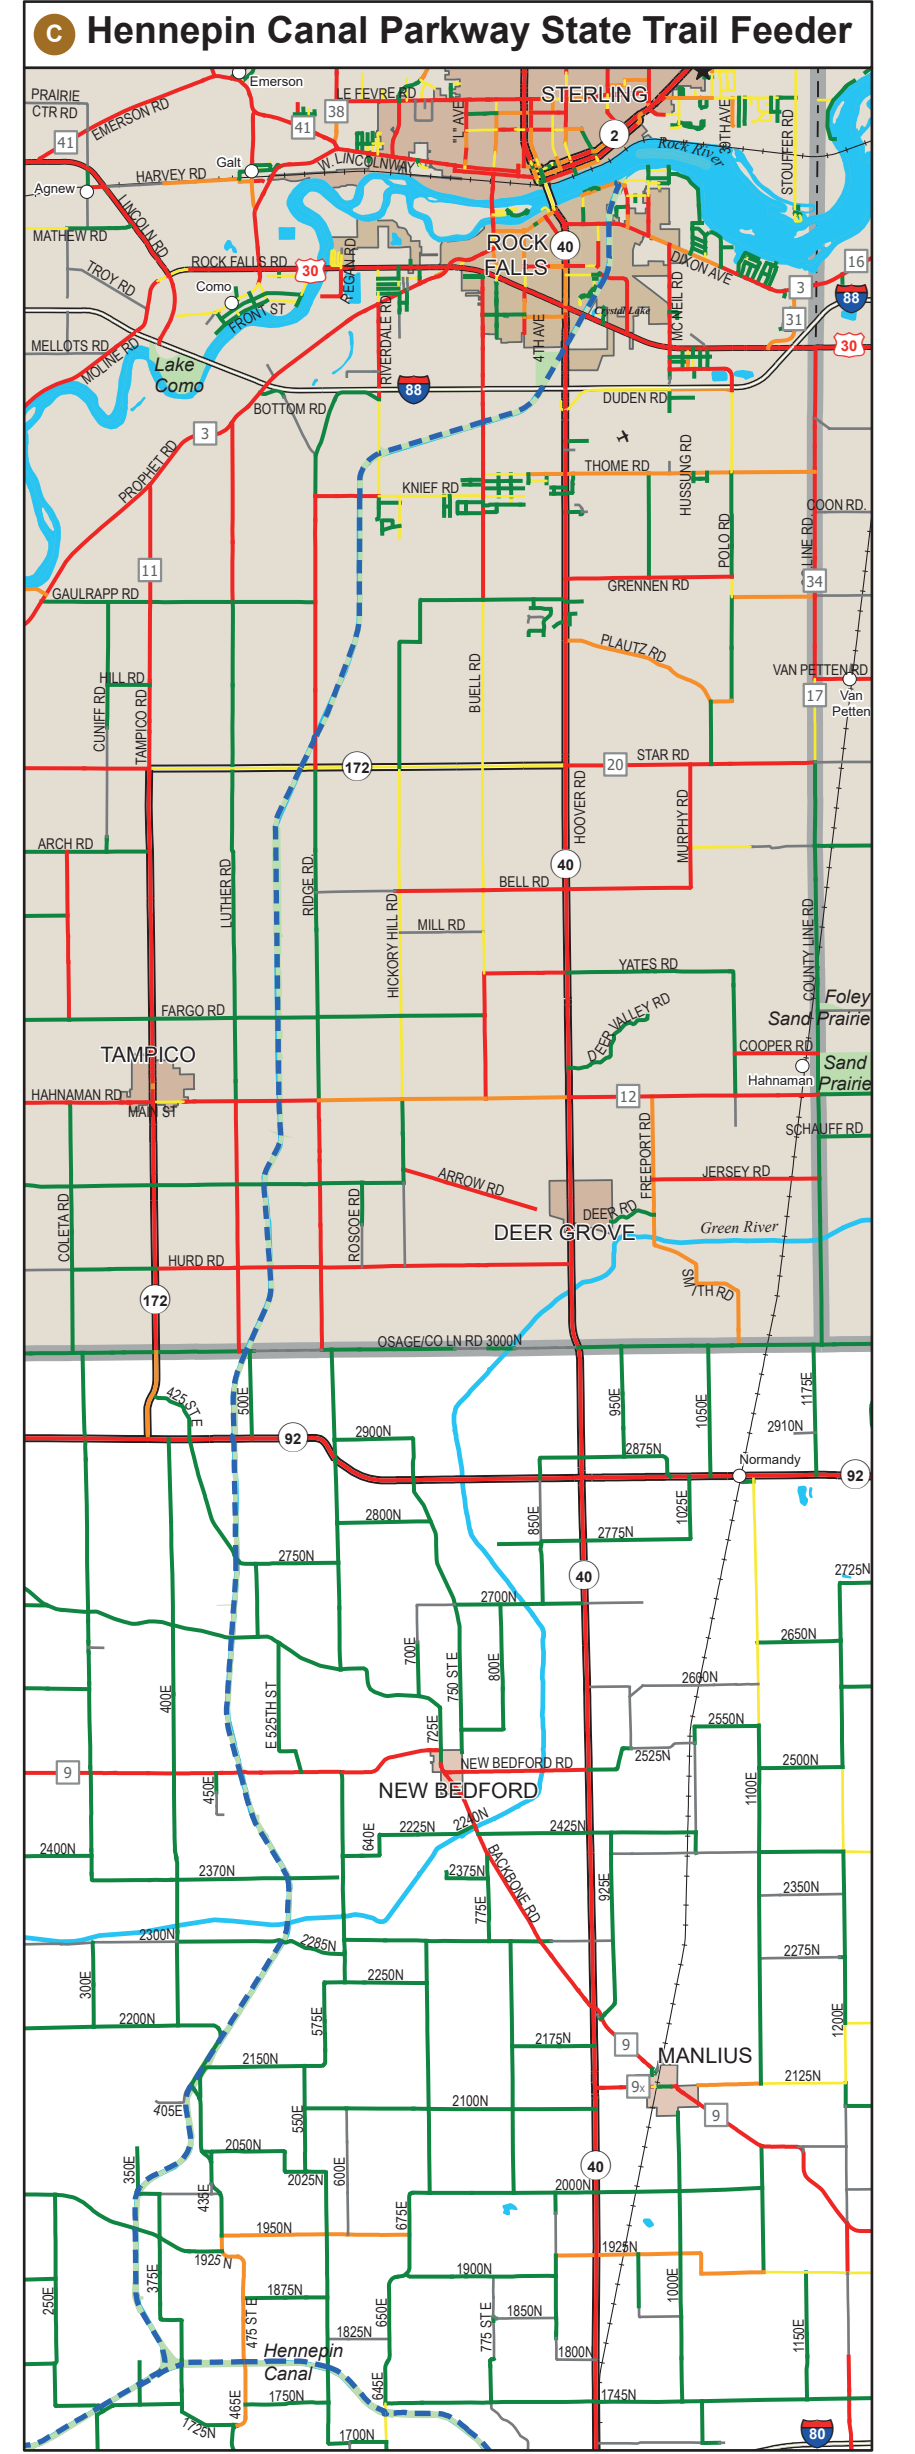 C Hennepin Canal Parkway State Trail Feeder
Emerson
PRAIRIE
CTR RD
EMERSON RD
LE FEVRE RD
STERLING
38
41
41
"L" AVE
2
STOUFFER RD
Rock River
Galt
W. LINCOLNWAY
HARVEY RD
Agnew
LINCOLN RD
MATHEW RD
ROCK
FALLS
40
TROY RD
ROCK FALLS RD
30
REGAN RD
DIXON AVE
16
Como
FRONT ST
RIVERDALE RD
MC NEIL RD
3
88
31
Crystal Lake
4TH AVE
MELLOTS RD
MOLINE RD
30
Lake
Como
88
BOTTOM RD
DUDEN RD
3
PROPHET RD
THOME RD
HUSSUNG RD
KNIEF RD
COON RD.
POLO RD
LINE RD
11
34
GAULRAPP RD
GRENNEN RD
PLAUTZ RD
HILL RD
CUNIFF RD
TAMPICO RD
BUELL RD
VAN PETTEN RD
17
Van
Petten
172
20
STAR RD
HOOVER RD
MURPHY RD
ARCH RD
40
LUTHER RD
RIDGE RD.
BELL RD
HICKORY HILL RD
MILL RD
COUNTY LINE RD
YATES RD
DEER VALLEY RD
Foley
Sand Prairie
FARGO RD
TAMPICO
COOPER RD
Sand
Prairie
Hahnaman
HAHNAMAN RD
MAIN ST
12
FREEPORT RD
SCHAUFF RD
ARROW RD
JERSEY RD
COLETA RD
ROSCOE RD
DEER RD
DEER GROVE
Green River
HURD RD
SMS
7TH RD
172
OSAGE/CO LN RD 3000N
425 ST E
500E
950E
1050E
1175E
92
2900N
2910N
2875N
Normandy
92
850E
1025E
2800N
2775N
2750N
40
2725N
2700N
2650N
700E
750 ST E
800E
400E
E 525TH ST
2600N
725E
2550N
2525N
9
NEW BEDFORD RD
2500N
450E
NEW BEDFORD
1100E
2240N
2225N
2425N
640E
2400N
2370N
BACKBONE RD
2375N
925E
2350N
775E
2300N
2285N
2275N
300E
2250N
2200N
575E
1200E
2175N
9
2150N
MANLIUS
9x
2125N
405E
2100N
9
550E
2050N
350E
2025N
600E
40
435E
2000N
675E
1950N
1925N
1925N
375E
1900N
250E
1875N
1000E
475 ST E
650E
775 ST E
1850N
1825N
1150E
Hennepin
Canal
1800N
645E
465E
1750N
1745N
1725N
1700N
80